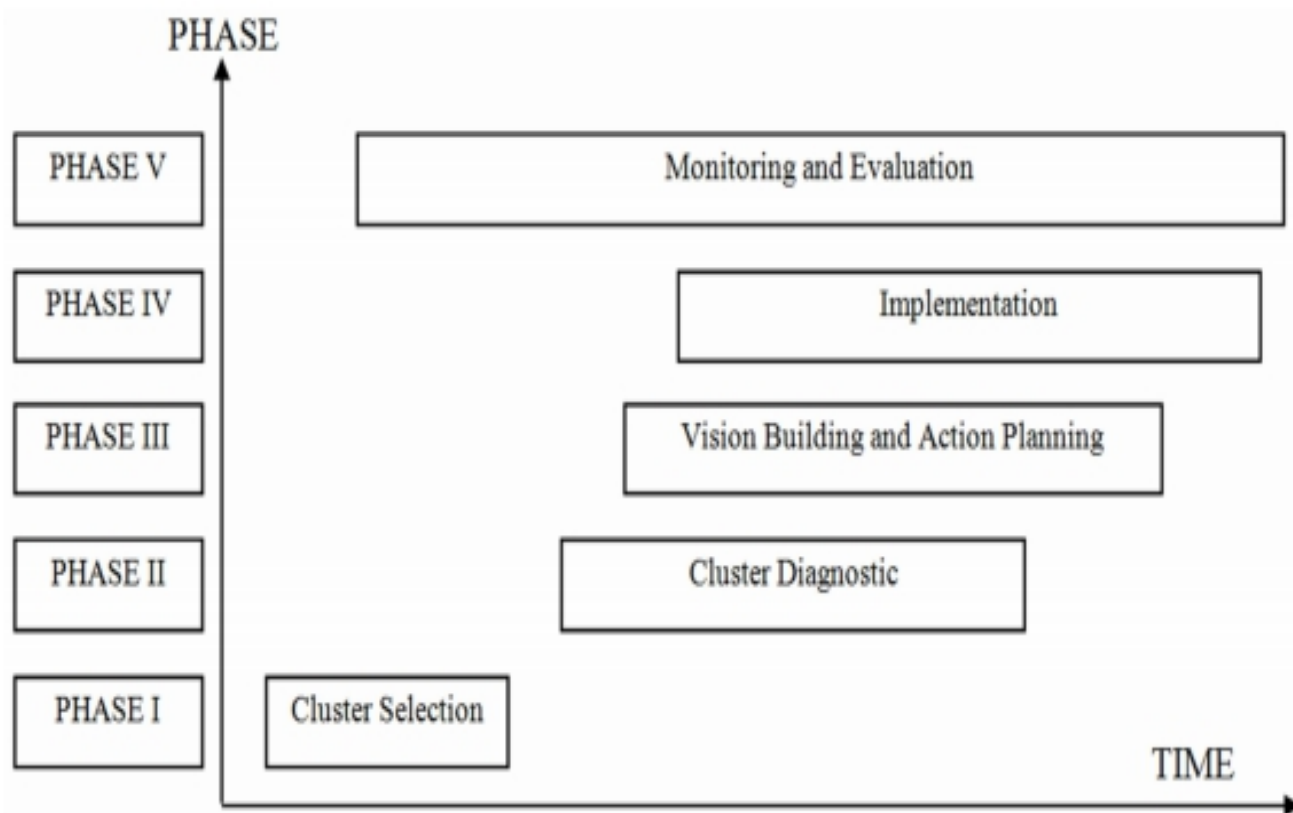 PHASE
PHASE V
Monitoring and Evaluation
PHASE IV
Implementation
PHASE III
Vision Building and Action Planning
PHASE II
Cluster Diagnostic
PHASE I
Cluster Selection
TIME